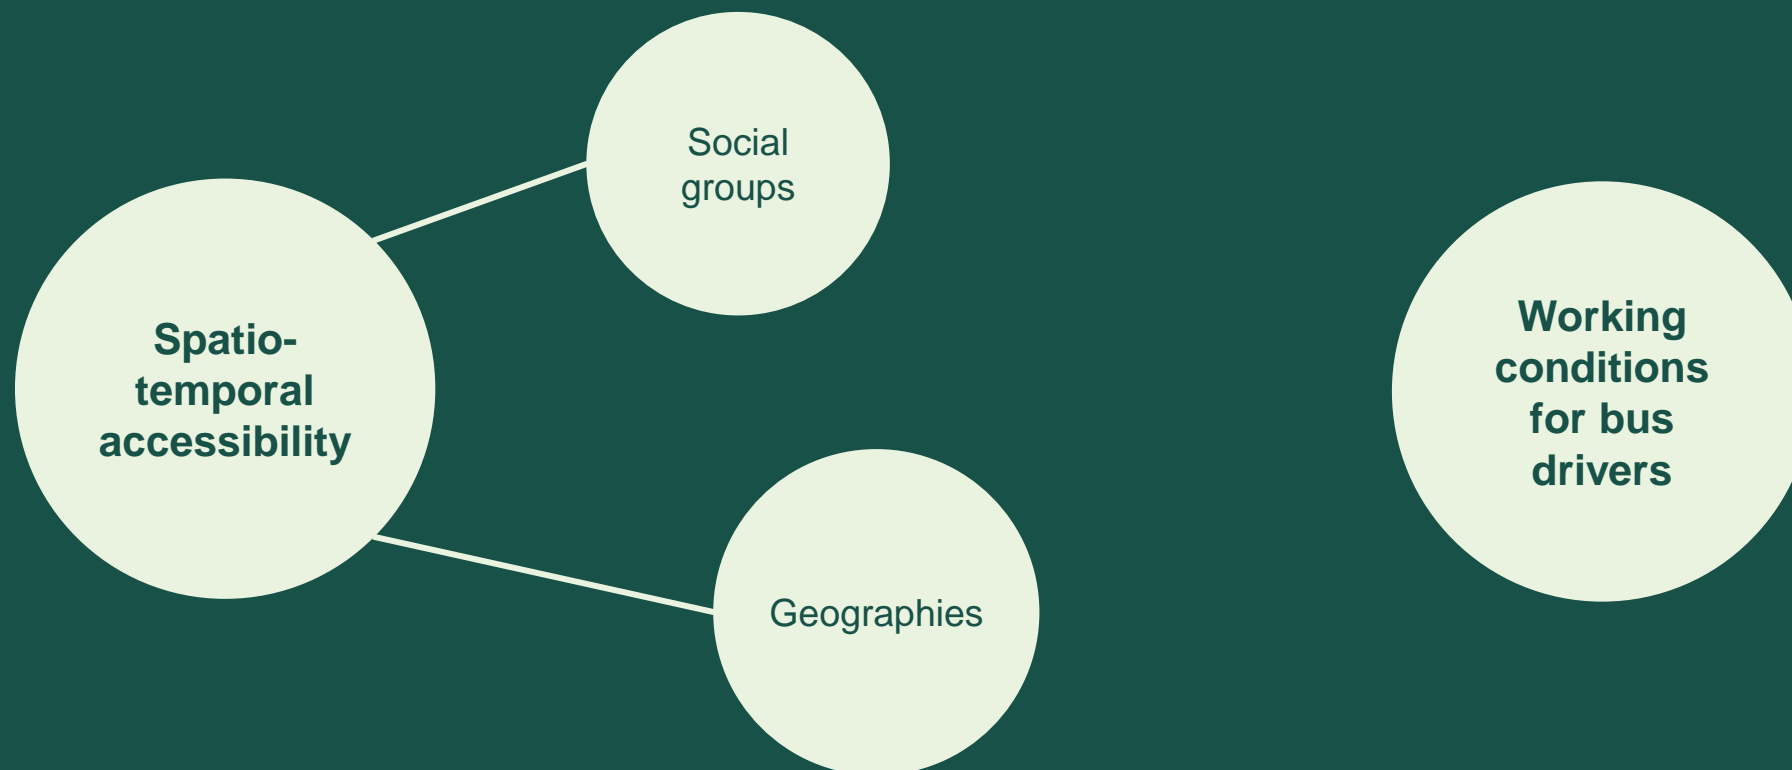 Social
groups
Spatio-
temporal
accessibility
Geographies
Working
conditions
for bus
drivers